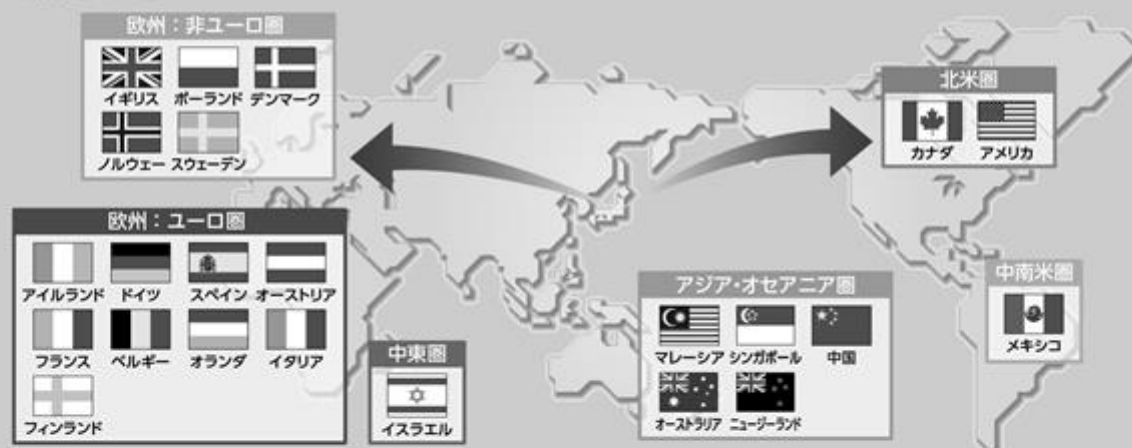 欧州：非ユーロ圏
イギリス ポーランド デンマーク
ノルウェー スウェーデン
北米圏
カナダ アメリカ
欧州：ユーロ圏
アイルランド ドイツ スペイン オーストリア
フランス ベルギー オランダ イタリア
フィンランド
中東圏
イスラエル
アジア・オセアニア圏
マレーシア シンガポール 中国
オーストラリア ニュージーランド
中南米圏
メキシコ